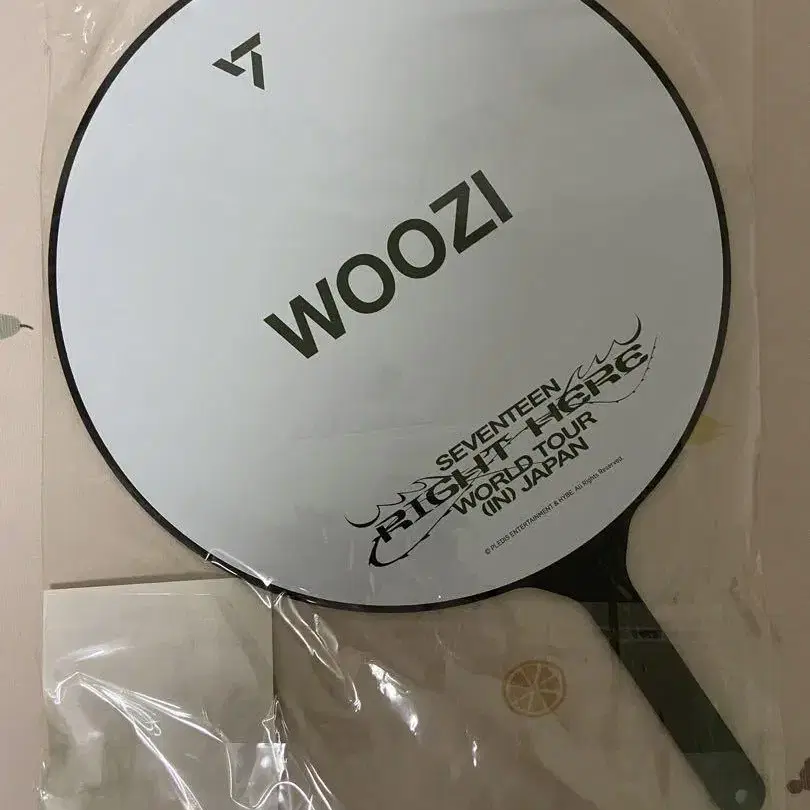 WOOZI
SEVENTEEN
RIGHT HERE
WORLD TOUR
(IN) JAPAN
© PLEDIS ENTERTAINMENT & HYBE. All Rights Reserved.